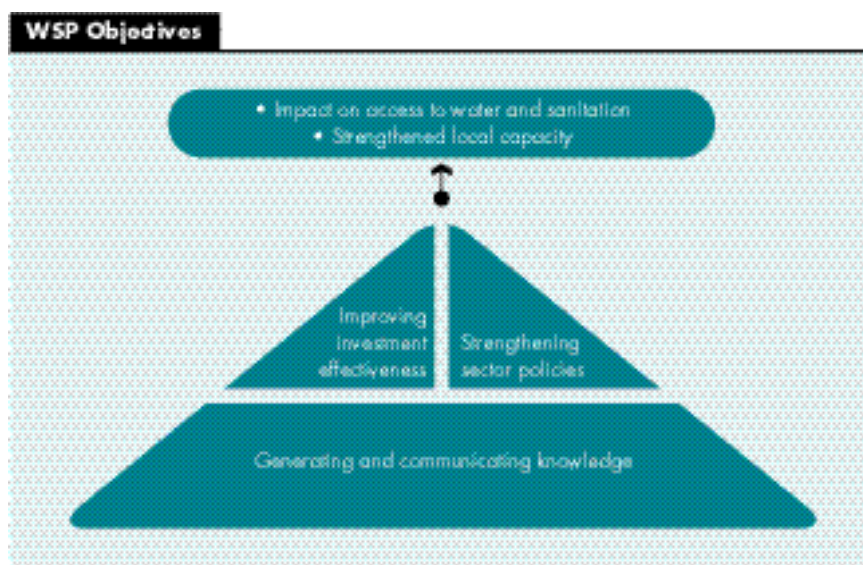 WSP Objectives
• Impact on access to water and sanitation
• Strengthened local capacity
Improving
investment
effectiveness
Strengthening
sector policies
Generating and communicating knowledge